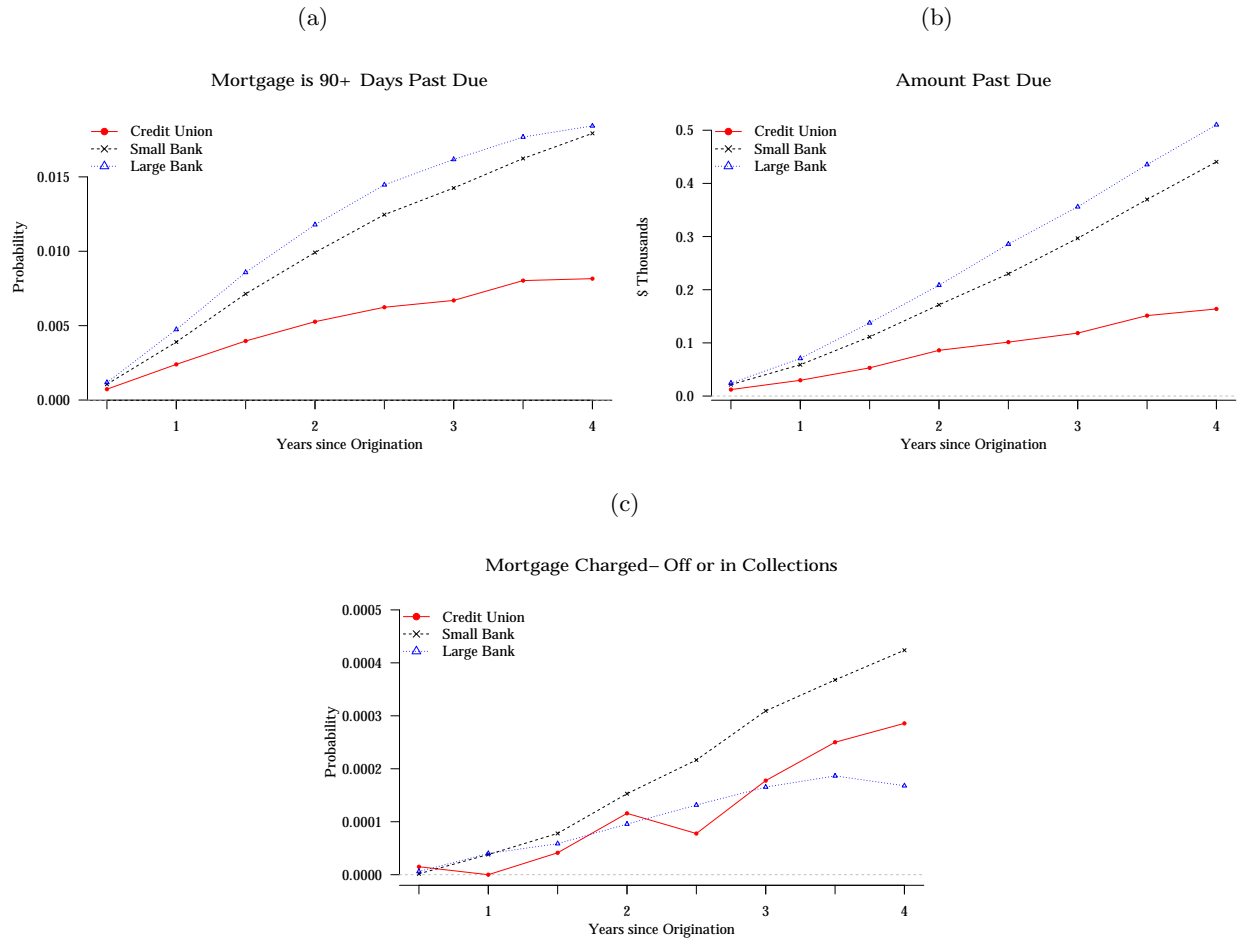 (a)
Mortgage is 90+ Days Past Due
Credit Union
Small Bank
Large Bank
Probability
0.015
0.010
0.005
0.000
1 2 3 4
Years since Origination
(b)
Amount Past Due
Credit Union
Small Bank
Large Bank
$ Thousands
0.5
0.4
0.3
0.2
0.1
0.0
1 2 3 4
Years since Origination
(c)
Mortgage Charged–Off or in Collections
Credit Union
Small Bank
Large Bank
Probability
0.0005
0.0004
0.0003
0.0002
0.0001
0.0000
1 2 3 4
Years since Origination